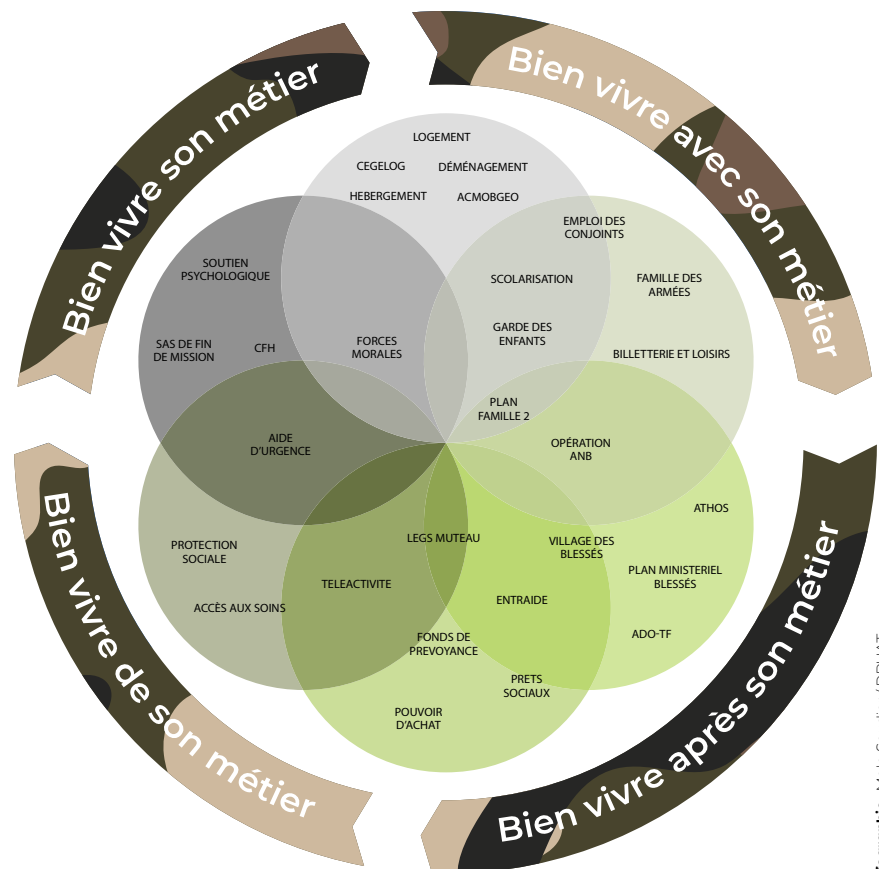 Bien vivre son métier
Bien vivre avec son métier
LOGEMENT
CEGELOG
DÉMÉNAGEMENT
HEBERGEMENT
ACMOBGEO
EMPLOI DES
CONJOINTS
SOUTIEN
PSYCHOLOGIQUE
SCOLARISATION
FAMILLE DES
ARMÉES
SAS DE FIN
DE MISSION
CFH
FORCES
MORALES
GARDE DES
ENFANTS
BILLETTERIE ET LOISIRS
PLAN
FAMILLE 2
AIDE
D'URGENCE
OPÉRATION
ANB
ATHOS
PROTECTION
SOCIALE
LEGS MUTEAU
VILLAGE DES
BLESSÉS
PLAN MINISTERIEL
BLESSÉS
TELEACTIVITE
ACCÈS AUX SOINS
ENTRAIDE
ADO-TF
FONDS DE
PREVOYANCE
PRETS
SOCIAUX
POUVOIR
D'ACHAT
Bien vivre de son métier
Bien vivre après son métier